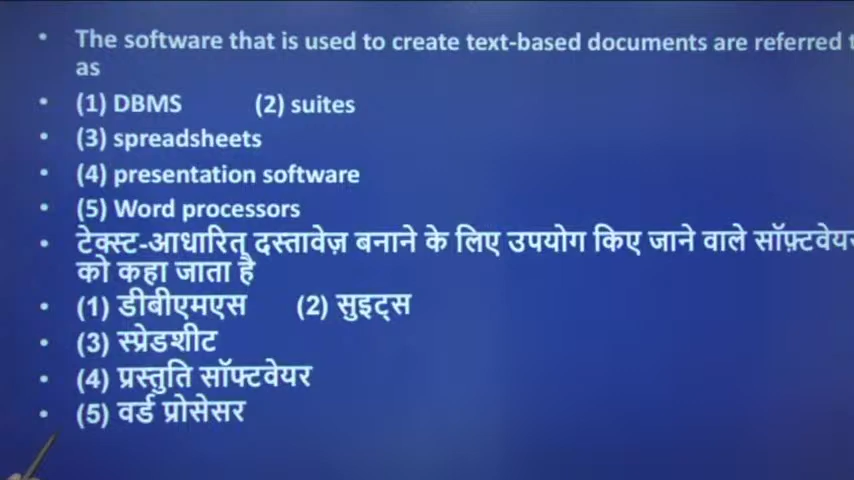 • The software that is used to create text-based documents are referred
as
• (1) DBMS (2) suites
• (3) spreadsheets
• (4) presentation software
• (5) Word processors
• टेक्स्ट-आधारित् दस्तावेज़ बनाने के लिए उपयोग किए जाने वाले सॉफ़्टवेयर
को कहा जाता है
• (1) डीबीएमएस (2) सुइट्स
• (3) स्प्रेडशीट
• (4) प्रस्तुति सॉफ्टवेयर
• (5) वर्ड प्रोसेसर